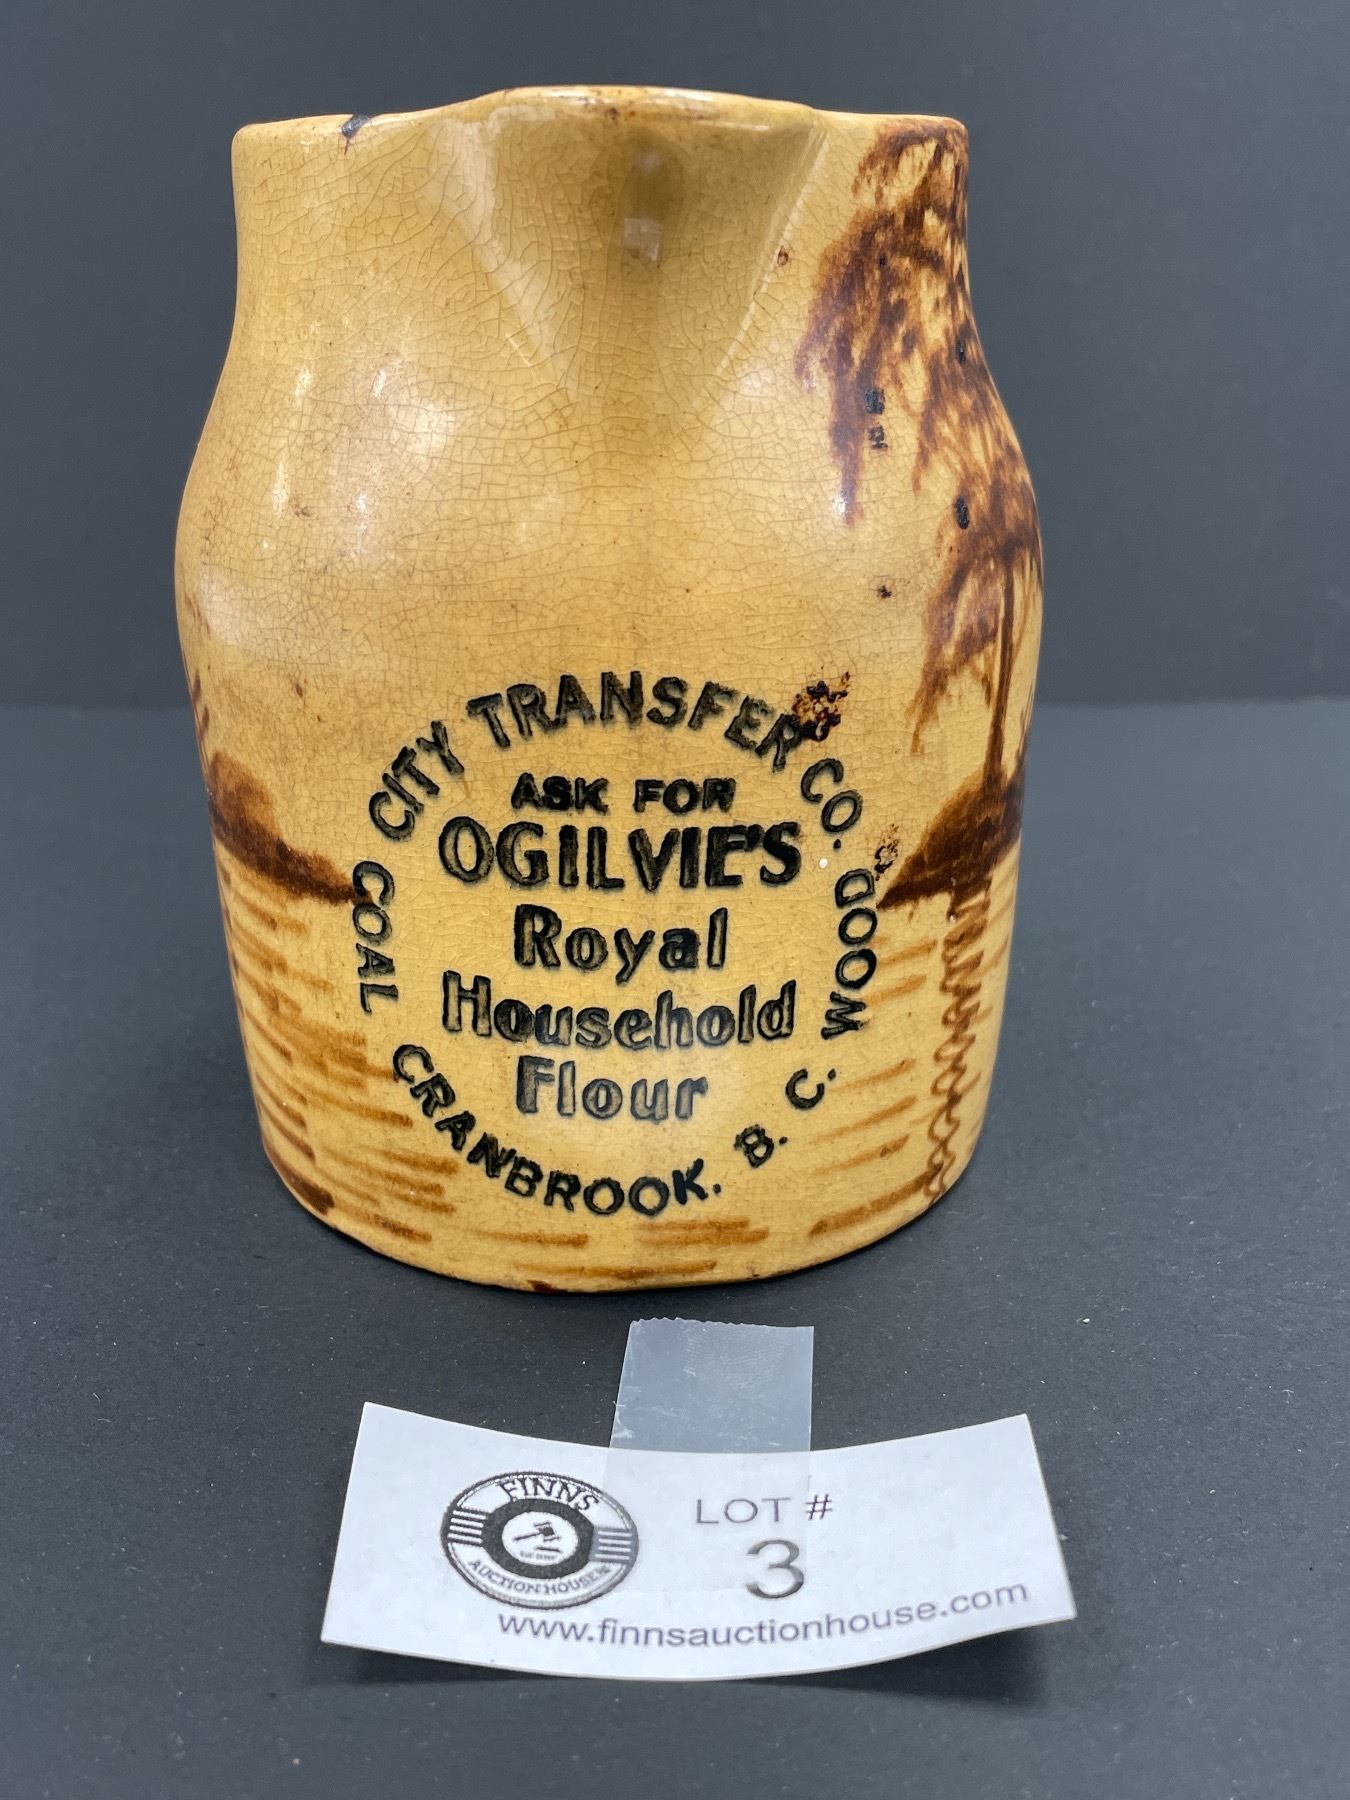 CITY TRANSFER CO.
COAL
WOOD
ASK FOR
OGILVIE'S
Royal
Household
Flour
CRANBROOK. B. C.
FINNS
AUCTION HOUSE
LOT #
3
www.finnsauctionhouse.com